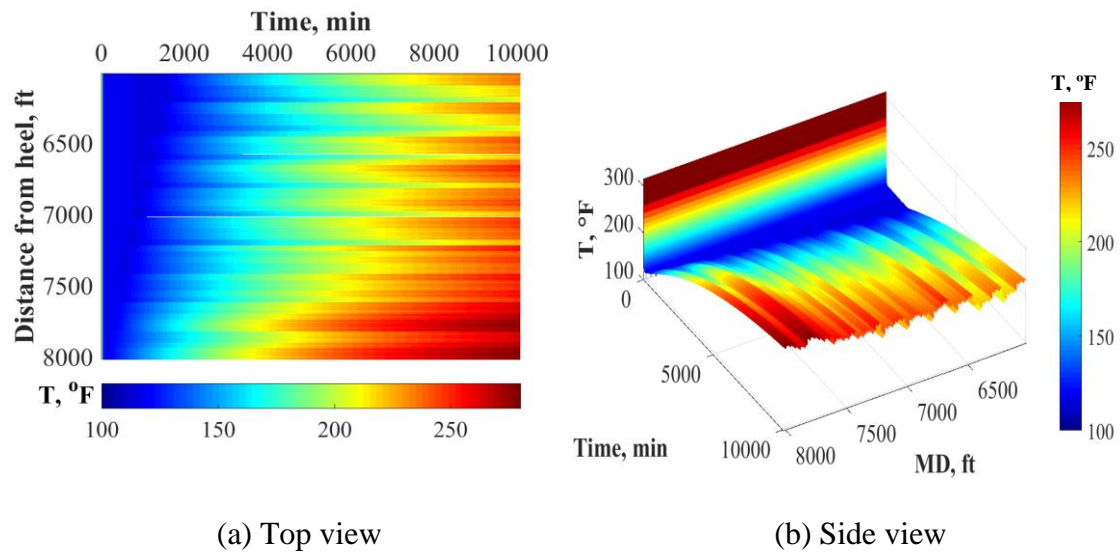 Time, min
0 2000 4000 6000 8000 10000
Distance from heel, ft
6500
7000
7500
8000
T, °F
100 150 200 250
(a) Top view
T, °F
300
200
100
0
5000
10000
Time, min
8000
7500
7000
6500
MD, ft
T, °F
250
200
150
100
(b) Side view